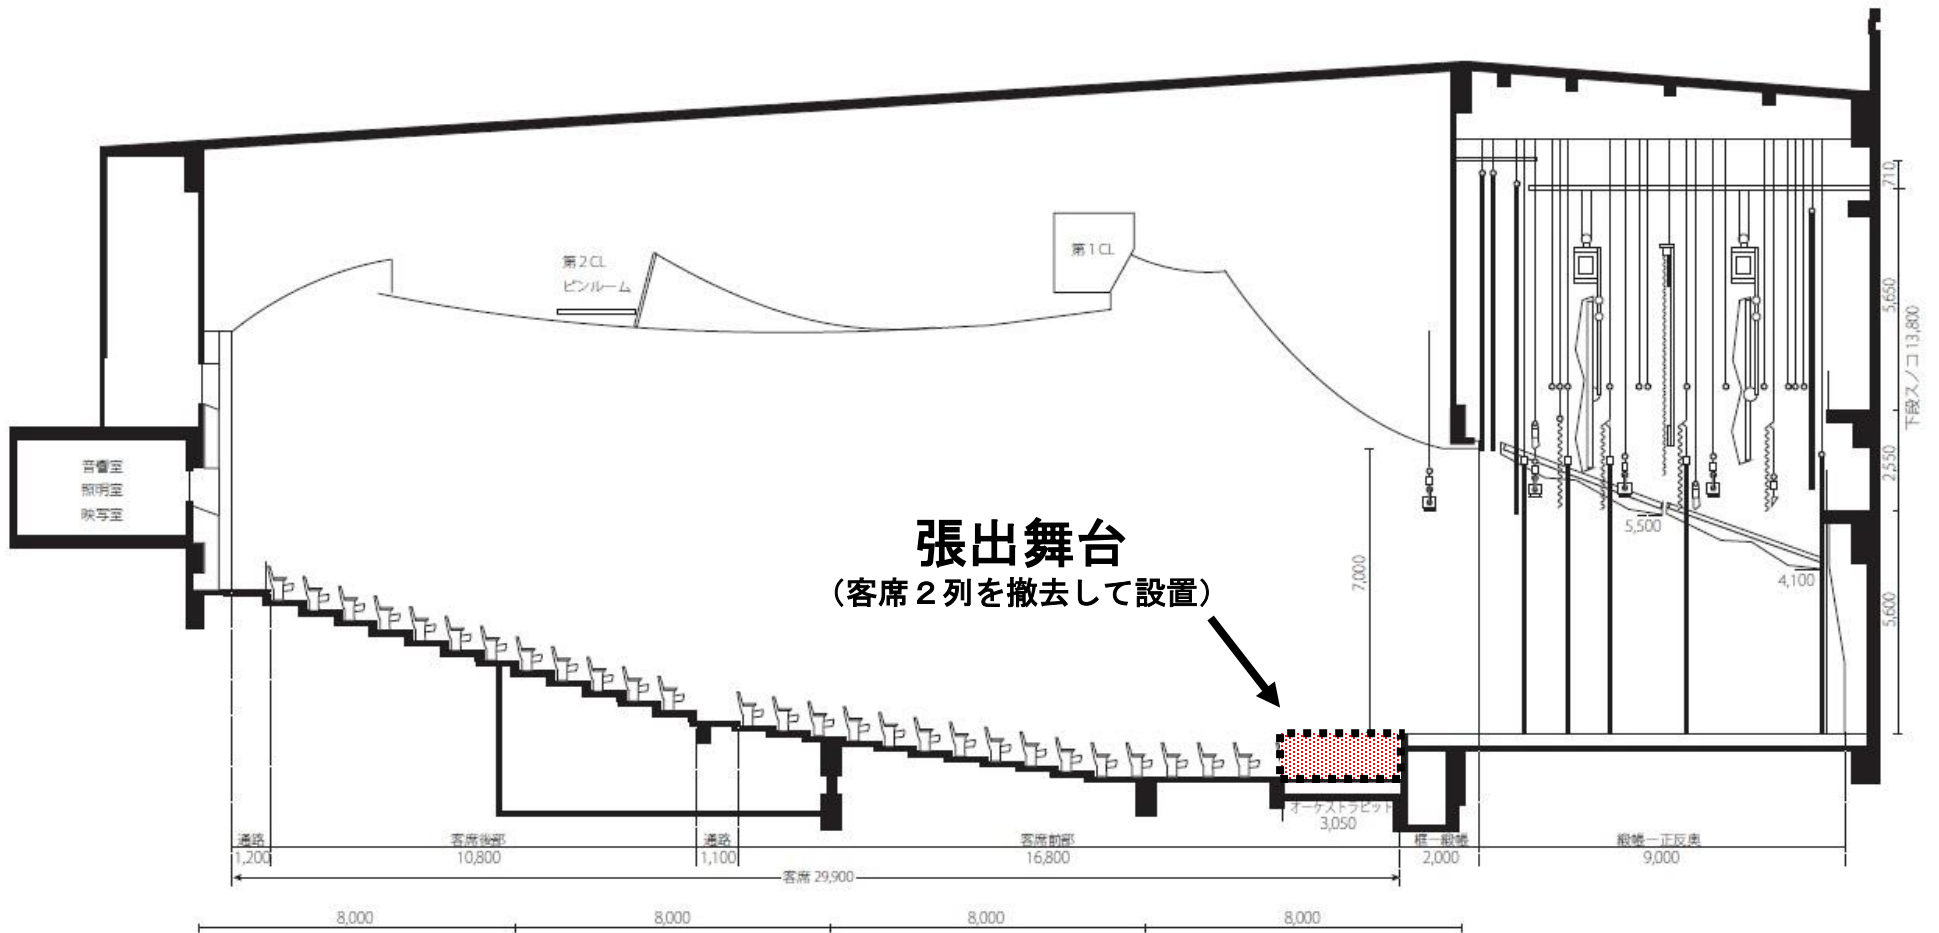 第２CL
ピンルーム
第１CL
音響室
照明室
映写室
張出舞台
（客席２列を撤去して設置）
7,000
5,500
4,100
710
5,650
2,550
5,600
下段スノコ 13,800
オーケストラピット
3,050
通路
1,200
客席後部
10,800
通路
1,100
客席前部
16,800
框ー緞帳
2,000
緞帳ー正反奥
9,000
客席 29,900
8,000
8,000
8,000
8,000